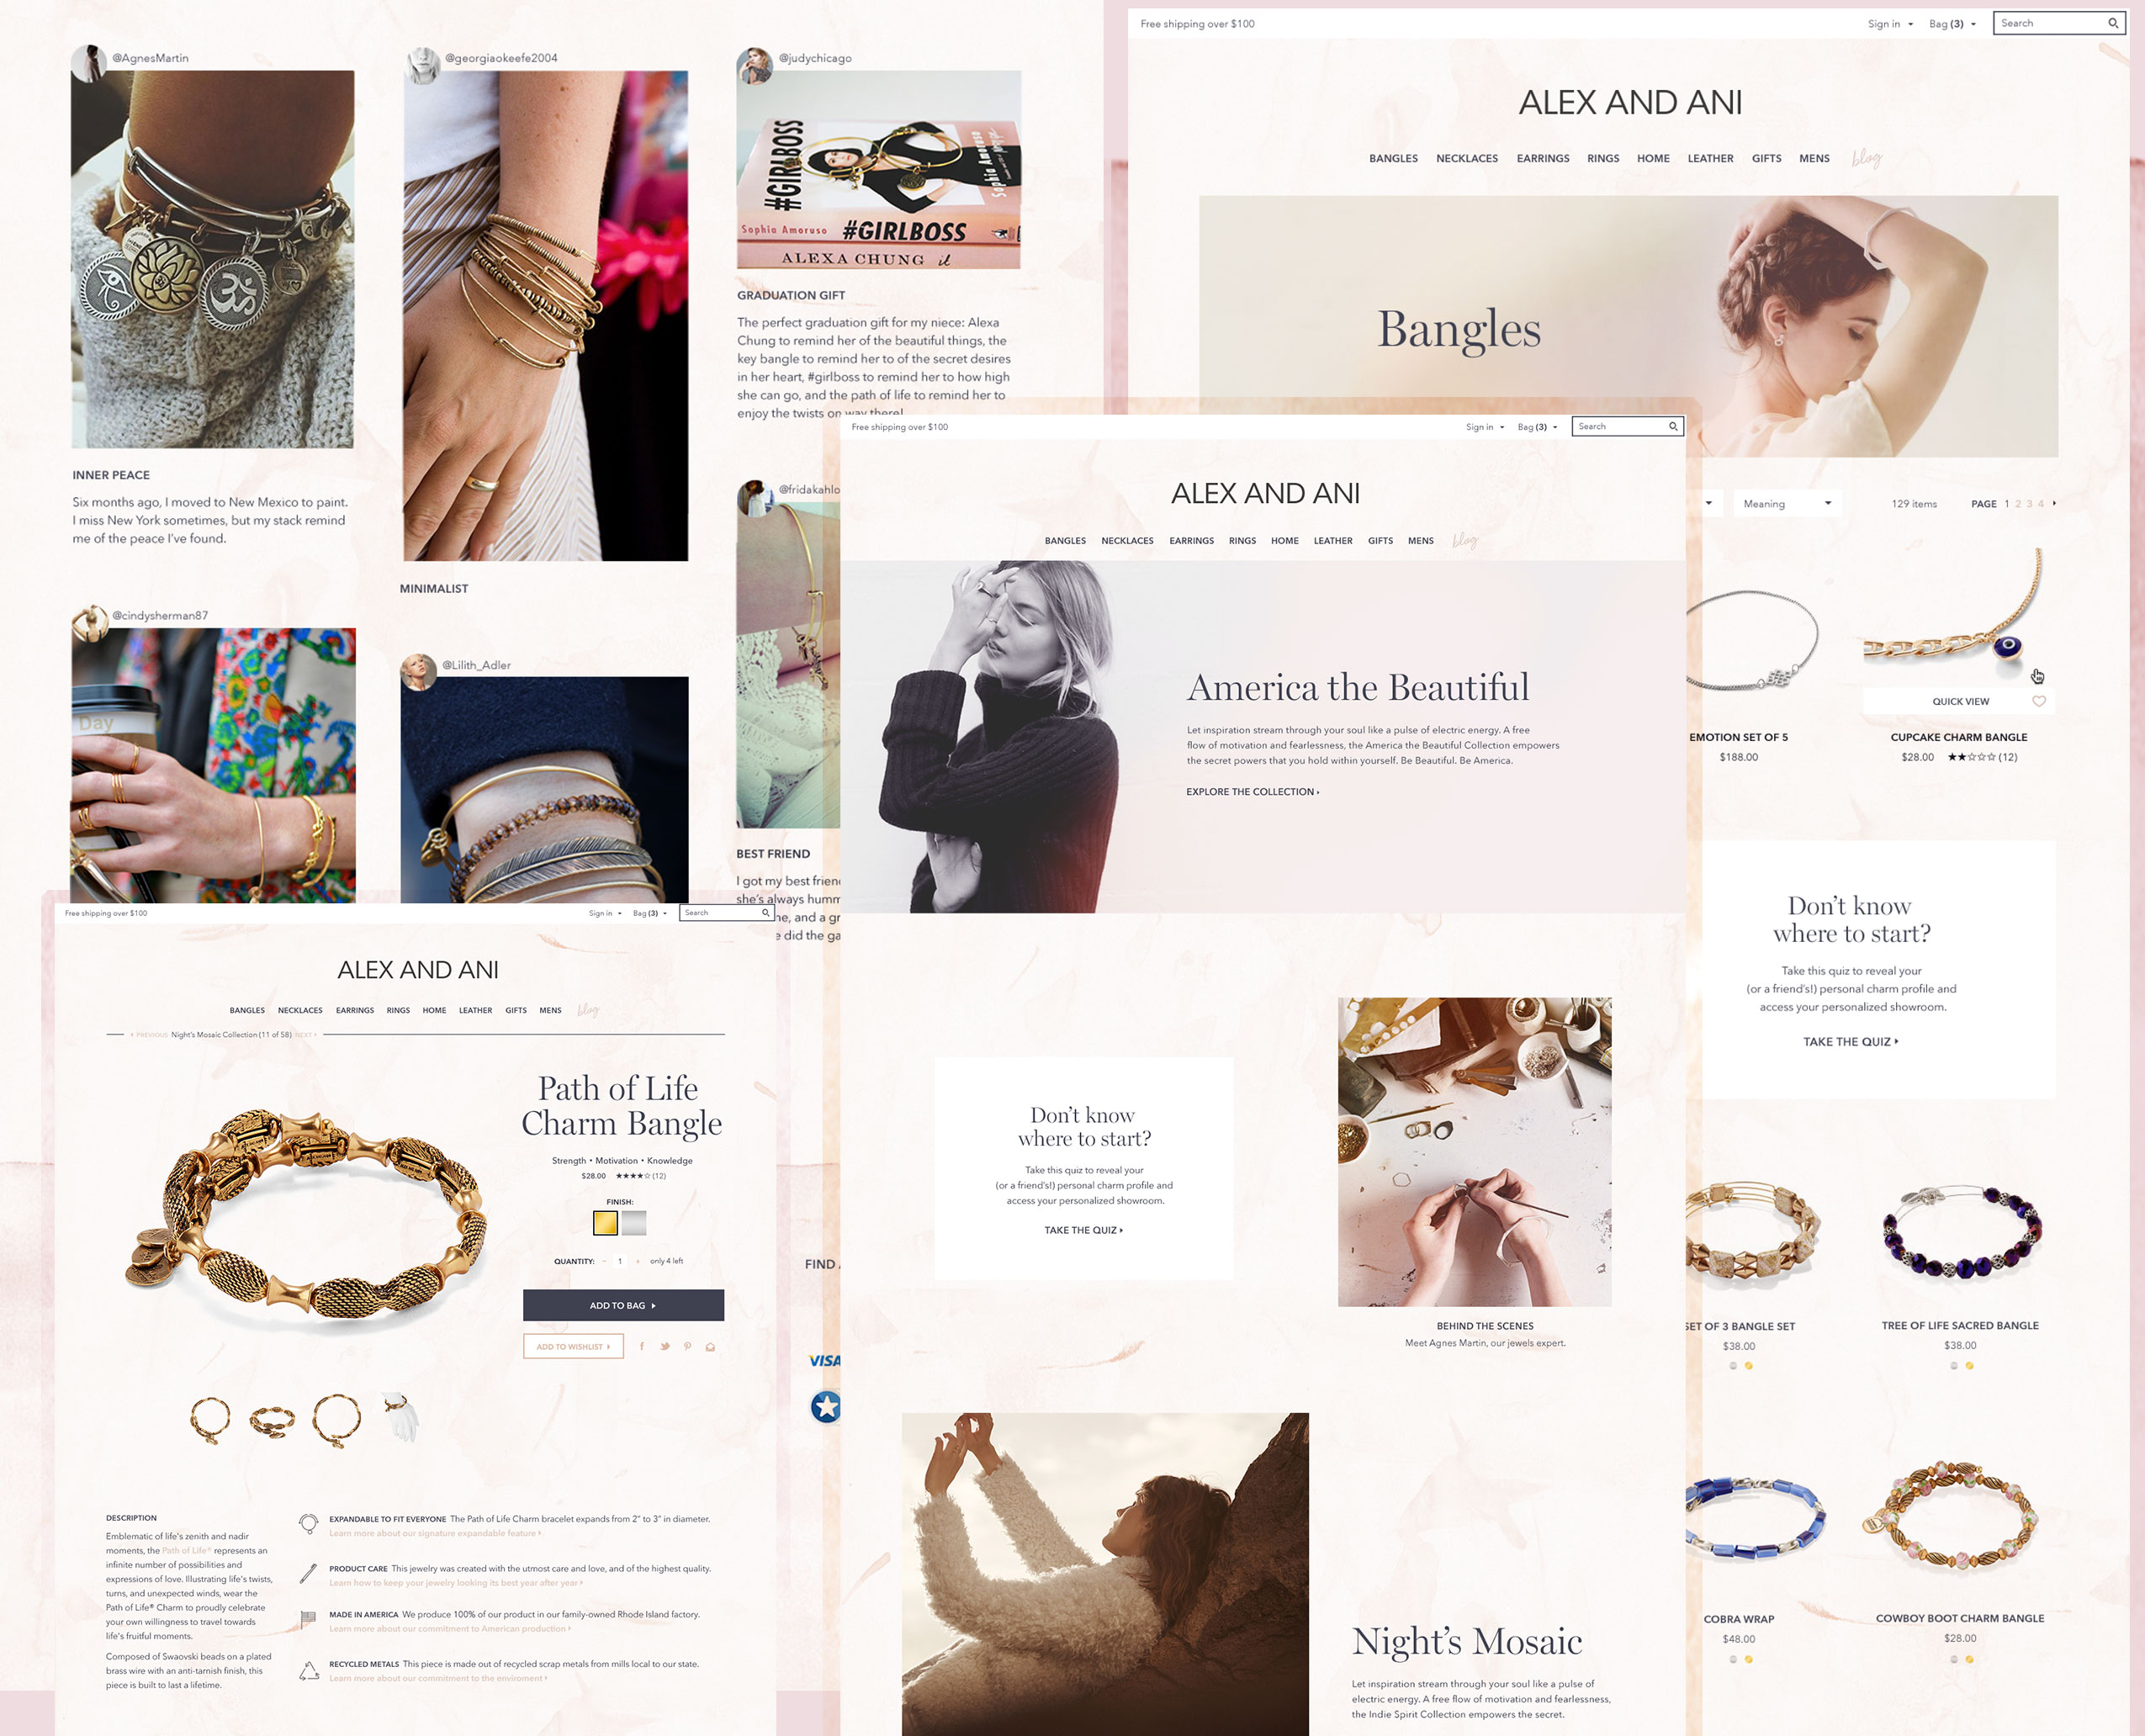 @AgnesMartin
INNER PEACE
Six months ago, I moved to New Mexico to paint.
I miss New York sometimes, but my stack remind
me of the peace I've found.
@cindysherman87
Day
@georgiaokeefe2004
MINIMALIST
@Lilith_Adler
@judychicago
#GIRLBOSS
Sophia Amoruso
Sophia Amoruso #GIRLBOSS
ALEXA CHUNG it
GRADUATION GIFT
The perfect graduation gift for my niece: Alexa
Chung to remind her of the beautiful things, the
key bangle to remind her to of the secret desires
in her heart, #girlboss to remind her to how high
she can go, and the path of life to remind her to
enjoy the twists on way there!
@fridakahlo
BEST FRIEND
I got my best
she's always
and a
did the
FIND
VISA
Free shipping over $100
Sign in
Bag (3)
Search
ALEX AND ANI
BANGLES NECKLACES EARRINGS RINGS HOME LEATHER GIFTS MENS blog
Bangles
Meaning
129 items
PAGE 1 2 3 4
EMOTION SET OF 5
$188.00
QUICK VIEW
CUPCAKE CHARM BANGLE
$28.00 ★★☆☆☆ (12)
Don't know
where to start?
Take this quiz to reveal your
(or a friend's!) personal charm profile and
access your personalized showroom.
TAKE THE QUIZ
SET OF 3 BANGLE SET
$38.00
TREE OF LIFE SACRED BANGLE
$38.00
COBRA WRAP
$48.00
COWBOY BOOT CHARM BANGLE
$28.00
Free shipping over $100
Sign in
Bag (3)
Search
ALEX AND ANI
BANGLES NECKLACES EARRINGS RINGS HOME LEATHER GIFTS MENS blog
America the Beautiful
Let inspiration stream through your soul like a pulse of electric energy. A free
flow of motivation and fearlessness, the America the Beautiful Collection empowers
the secret powers that you hold within yourself. Be Beautiful. Be America.
EXPLORE THE COLLECTION
Don't know
where to start?
Take this quiz to reveal your
(or a friend's!) personal charm profile and
access your personalized showroom.
TAKE THE QUIZ
BEHIND THE SCENES
Meet Agnes Martin, our jewels expert.
Night's Mosaic
Let inspiration stream through your soul like a pulse of
electric energy. A free flow of motivation and fearlessness,
the Indie Spirit Collection empowers the secret.
Free shipping over $100
Sign in
Bag (3)
Search
ALEX AND ANI
BANGLES NECKLACES EARRINGS RINGS HOME LEATHER GIFTS MENS blog
PREVIOUS Night's Mosaic Collection (11 of 58) NEXT
Path of Life
Charm Bangle
Strength • Motivation • Knowledge
$28.00 ★★★★☆ (12)
FINISH:
QUANTITY: - 1 + only 4 left
ADD TO BAG
ADD TO WISHLIST
DESCRIPTION
Emblematic of life's zenith and nadir
moments, the Path of Life® represents an
infinite number of possibilities and
expressions of love. Illustrating life's twists,
turns, and unexpected winds, wear the
Path of Life® Charm to proudly celebrate
your own willingness to travel towards
life's fruitful moments.
Composed of Swaovski beads on a plated
brass wire with an anti-tarnish finish, this
piece is built to last a lifetime.
EXPANDABLE TO FIT EVERYONE The Path of Life Charm bracelet expands from 2" to 3" in diameter.
Learn more about our signature expandable feature
PRODUCT CARE This jewelry was created with the utmost care and love, and of the highest quality.
Learn how to keep your jewelry looking its best year after year
MADE IN AMERICA We produce 100% of our product in our family-owned Rhode Island factory.
Learn more about our commitment to American production
RECYCLED METALS This piece is made out of recycled scrap metals from mills local to our state.
Learn more about our commitment to the enviroment